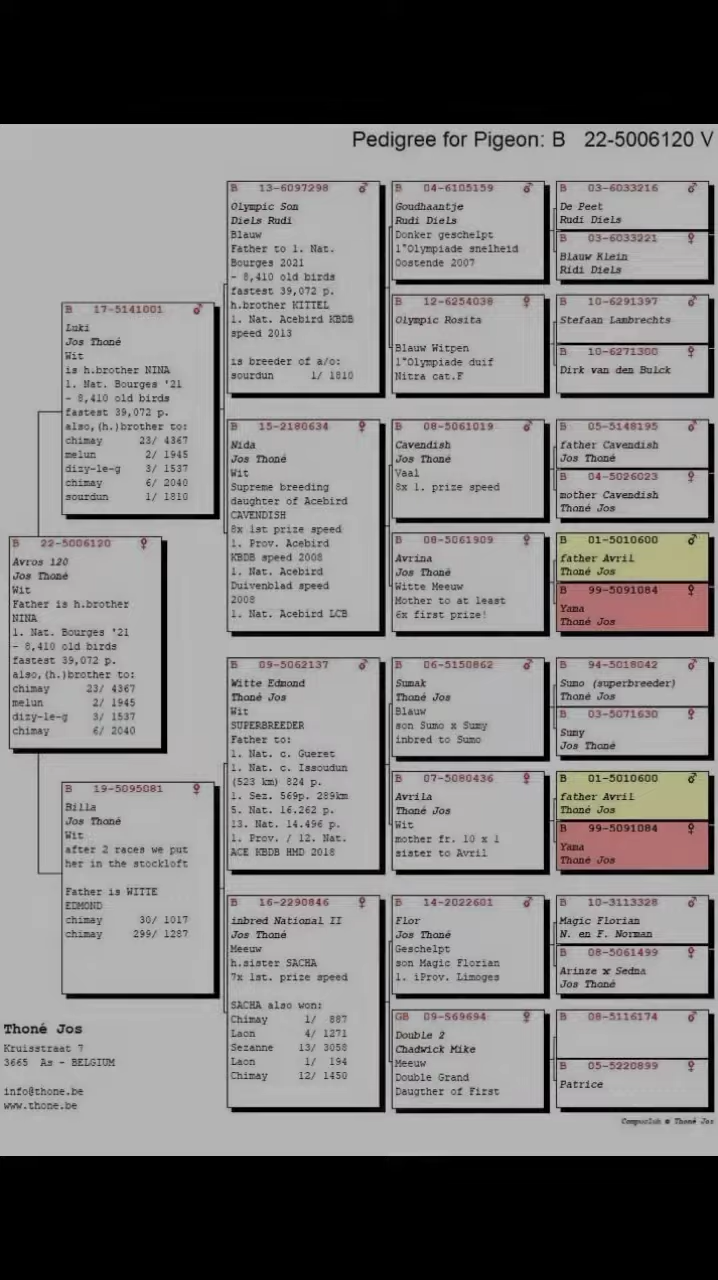 Pedigree for Pigeon: B 22-5006120 V
B 22-5006120 ♀
Avros 120
Jos Thoné
Wit
Father is h.brother
NINA
1. Nat. Bourges '21
- 8,410 old birds
fastest 39,072 p.
also,(h.)brother to:
chimay 23/ 4367
melun 2/ 1945
dizy-le-g 3/ 1537
chimay 6/ 2040
B 17-5141001 ♂
Luki
Jos Thoné
Wit
is h.brother NINA
1. Nat. Bourges '21
- 8,410 old birds
fastest 39,072 p.
also,(h.)brother to:
chimay 23/ 4367
melun 2/ 1945
dizy-le-g 3/ 1537
chimay 6/ 2040
sourdun 1/ 1810
B 19-5095081 ♀
Billa
Jos Thoné
Wit
after 2 races we put
her in the stockloft
Father is WITTE
EDMOND
chimay 30/ 1017
chimay 299/ 1287
B 13-6097298 ♂
Olympic Son
Diels Rudi
Blauw
Father to 1. Nat.
Bourges 2021
- 8,410 old birds
fastest 39,072 p.
h.brother KITTEL
1. Nat. Acebird KBDB
speed 2013
is breeder of a/o:
sourdun 1/ 1810
B 15-2180634 ♀
Nida
Jos Thoné
Wit
Supreme breeding
daughter of Acebird
CAVENDISH
8x 1st prize speed
1. Prov. Acebird
KBDB speed 2008
1. Nat. Acebird
Duivenblad speed
2008
1. Nat. Acebird LCB
B 09-5062137 ♂
Witte Edmond
Thoné Jos
Wit
SUPERBREEDER
Father to:
1. Nat. c. Gueret
1. Nat. c. Issoudun
(523 km) 824 p.
1. Sez. 569p. 289km
5. Nat. 16.262 p.
13. Nat. 14.496 p.
1. Prov. / 12. Nat.
ACE KBDB HMD 2018
B 16-2290846 ♀
inbred National II
Jos Thoné
Meeuw
h.sister SACHA
7x 1st. prize speed
SACHA also won:
Chimay 1/ 887
Laon 4/ 1271
Sezanne 13/ 3058
Laon 1/ 194
Chimay 12/ 1450
B 04-6105159 ♂
Goudhaantje
Rudi Diels
Donker geschelpt
1°Olympiade snelheid
Oostende 2007
B 12-6254038 ♀
Olympic Rosita
Blauw Witpen
1°Olympiade duif
Nitra cat.F
B 08-5061019 ♂
Cavendish
Jos Thoné
Vaal
8x 1. prize speed
B 08-5061909 ♀
Avrina
Jos Thoné
Witte Meeuw
Mother to at least
6x first prize!
B 06-5150862 ♂
Sumak
Thoné Jos
Blauw
son Sumo x Sumy
inbred to Sumo
B 07-5080436 ♀
Avrila
Thoné Jos
Wit
mother fr. 10 x 1
sister to Avril
B 14-2022601 ♂
Flor
Jos Thoné
Geschelpt
son Magic Florian
1. iProv. Limoges
GB 09-S69694 ♀
Double 2
Chadwick Mike
Meeuw
Double Grand
Daugther of First
B 03-6033216 ♂
De Peet
Rudi Diels
B 03-6033221 ♀
Blauw Klein
Ridi Diels
B 10-6291397 ♂
Stefaan Lambrechts
B 10-6271300 ♀
Dirk van den Bulck
B 05-5148195 ♂
father Cavendish
Jos Thoné
B 04-5026023 ♀
mother Cavendish
Thoné Jos
B 01-5010600 ♂
father Avril
Thoné Jos
B 99-5091084 ♀
Yama
Thoné Jos
B 94-5018042 ♂
Sumo (superbreeder)
Thoné Jos
B 03-5071630 ♀
Sumy
Jos Thoné
B 01-5010600 ♂
father Avril
Thoné Jos
B 99-5091084 ♀
Yama
Thoné Jos
B 10-3113328 ♂
Magic Florian
N. en F. Norman
B 08-5061499 ♀
Arinze x Sedna
Jos Thoné
B 08-5116174 ♂
B 05-5220899 ♀
Patrice
Thoné Jos
Kruisstraat 7
3665 As - BELGIUM
info@thone.be
www.thone.be
Compuclub © Thoné Jos